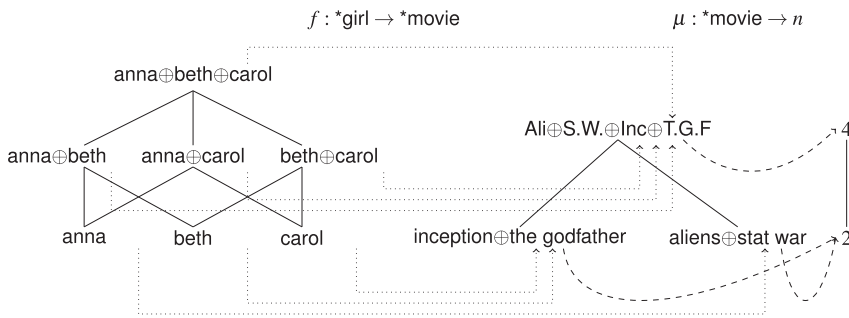 f : *girl → *movie μ : *movie → n
anna⊕beth⊕carol
Ali⊕S.W.⊕Inc⊕T.G.F 4
anna⊕beth anna⊕carol beth⊕carol
anna beth carol inception⊕the godfather aliens⊕stat war 2